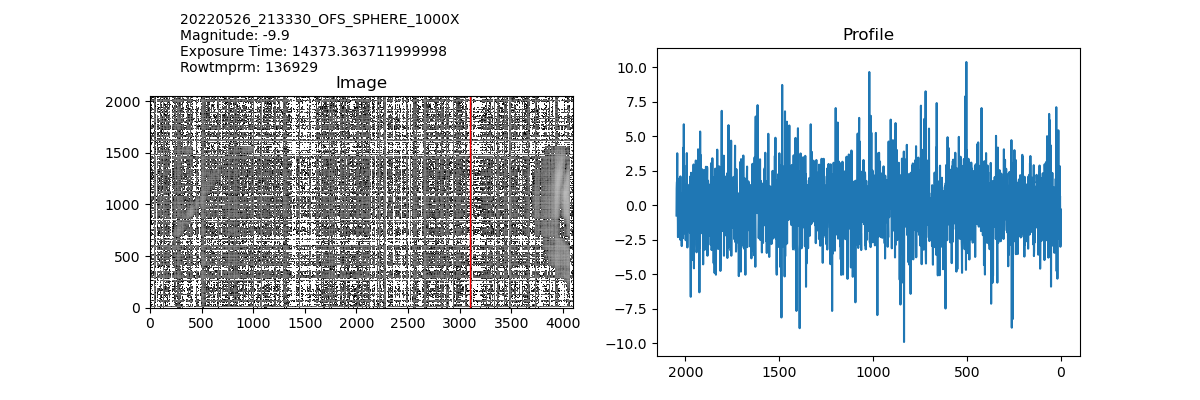 20220526_213330_OFS_SPHERE_1000X
Magnitude: -9.9
Exposure Time: 14373.363711999998
Rowtmprm: 136929
Image
2000
1500
1000
500
0
0 500 1000 1500 2000 2500 3000 3500 4000
Profile
10.0
7.5
5.0
2.5
0.0
−2.5
−5.0
−7.5
−10.0
2000 1500 1000 500 0